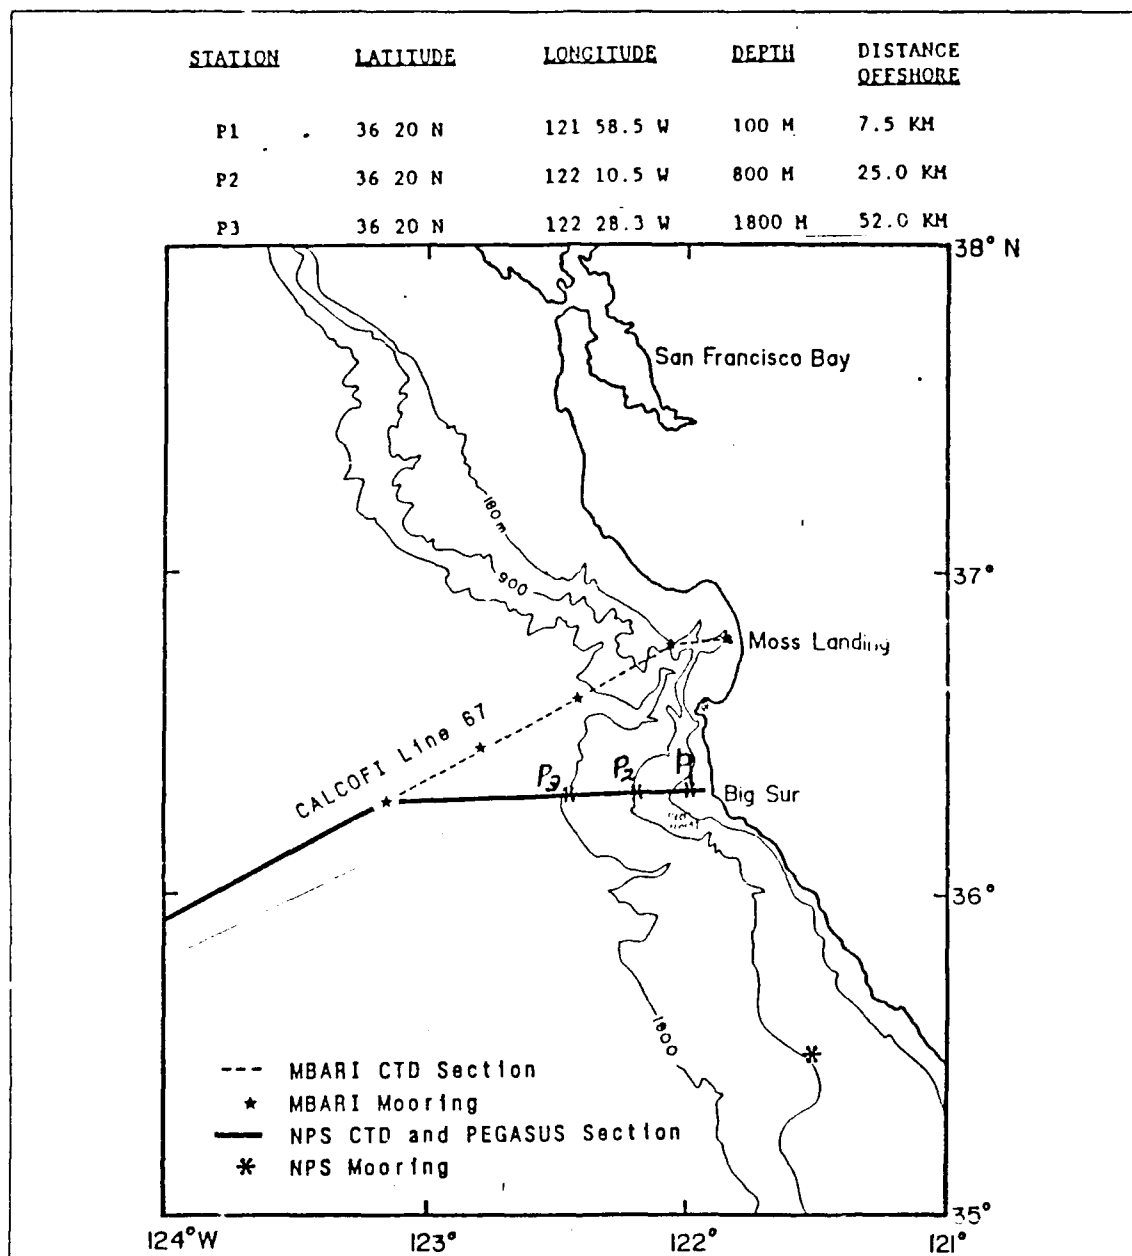 STATION LATITUDE LONGITUDE DEPTH DISTANCE OFFSHORE
P1 36 20 N 121 58.5 W 100 M 7.5 KM
P2 36 20 N 122 10.5 W 800 M 25.0 KM
P3 36 20 N 122 28.3 W 1800 M 52.0 KM
38° N
San Francisco Bay
180m
900
37°
Moss Landing
CALCOFI Line 67
P3 P2 P
Big Sur
36°
1800
--- MBARI CTD Section
★ MBARI Mooring
NPS CTD and PEGASUS Section
✳ NPS Mooring
35°
124°W 123° 122° 121°